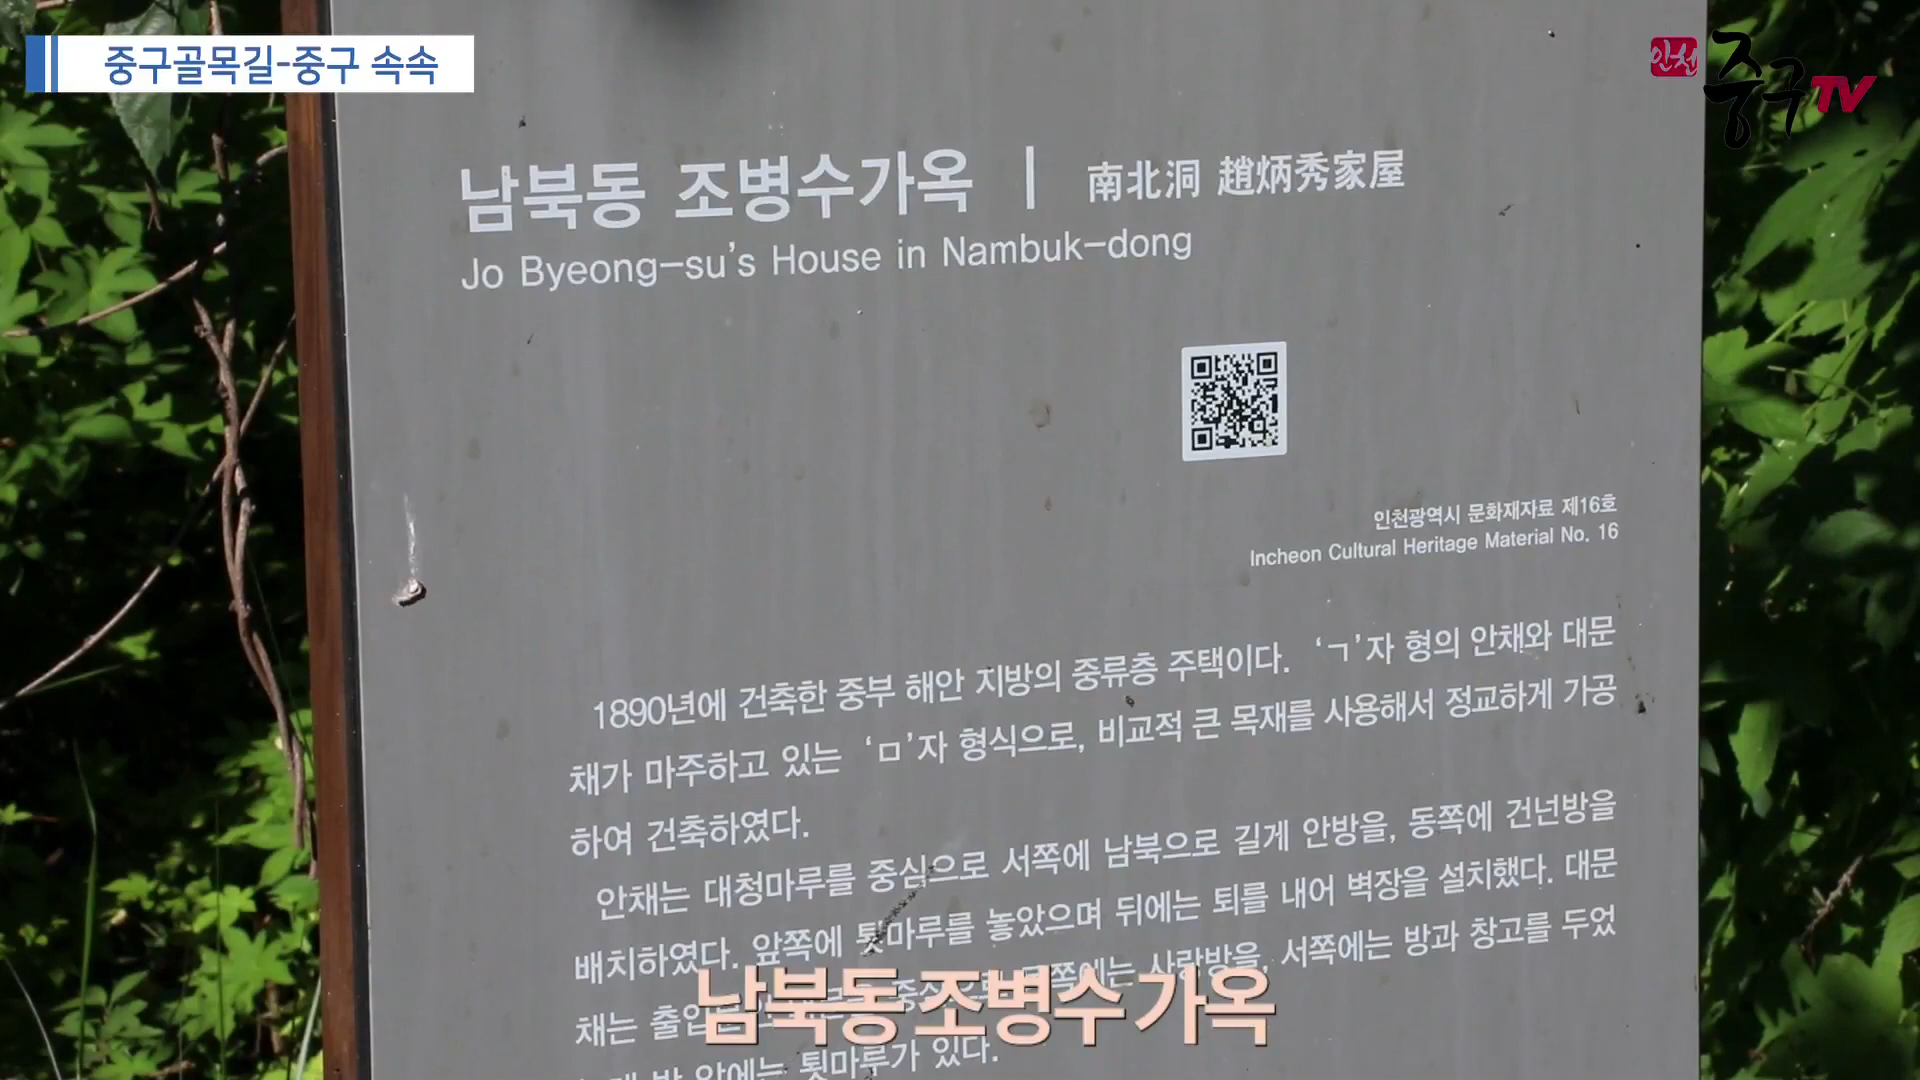 중구골목길-중구 속속
인천 중구TV
남북동 조병수가옥 | 南北洞 趙炳秀家屋
Jo Byeong-su's House in Nambuk-dong
인천광역시 문화재자료 제16호
Incheon Cultural Heritage Material No. 16
1890년에 건축한 중부 해안 지방의 중류층 주택이다. ‘ㄱ’자 형의 안채와 대문
채가 마주하고 있는 ‘ㅁ’자 형식으로, 비교적 큰 목재를 사용해서 정교하게 가공
하여 건축하였다.
안채는 대청마루를 중심으로 서쪽에 남북으로 길게 안방을, 동쪽에 건넌방을
배치하였다. 앞쪽에 툇마루를 놓았으며 뒤에는 퇴를 내어 벽장을 설치했다. 대문
채는 사랑방을, 서쪽에는 방과 창고를 두었
앞에는 툇마루가 있다.
남북동조병수가옥